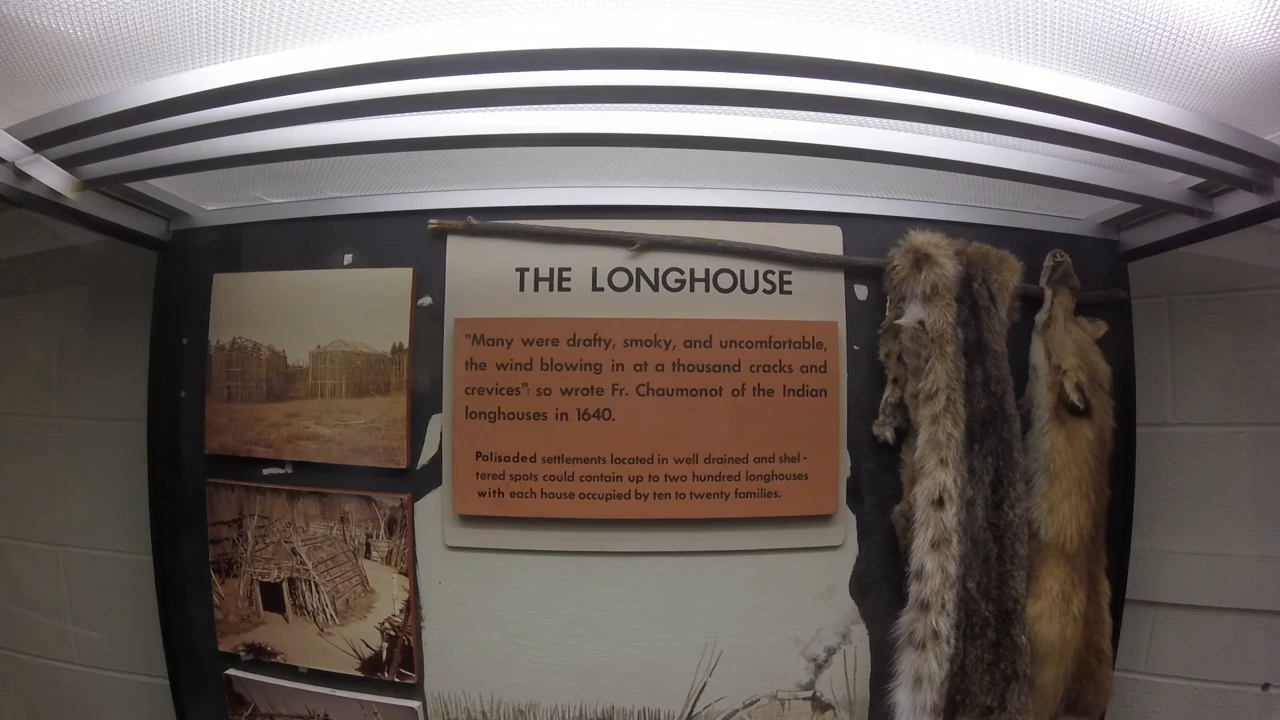 THE LONGHOUSE
"Many were drafty, smoky, and uncomfortable,
the wind blowing in at a thousand cracks and
crevices": so wrote Fr. Chaumonot of the Indian
longhouses in 1640.
Palisaded settlements located in well drained and shel-
tered spots could contain up to two hundred longhouses
with each house occupied by ten to twenty families.